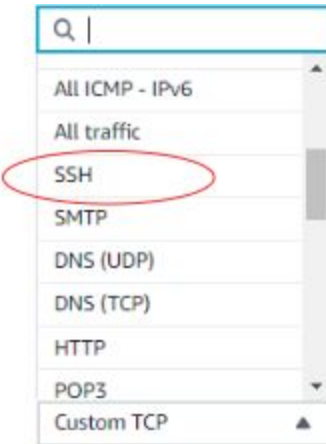 All ICMP - IPv6
All traffic
SSH
SMTP
DNS (UDP)
DNS (TCP)
HTTP
POP3
Custom TCP